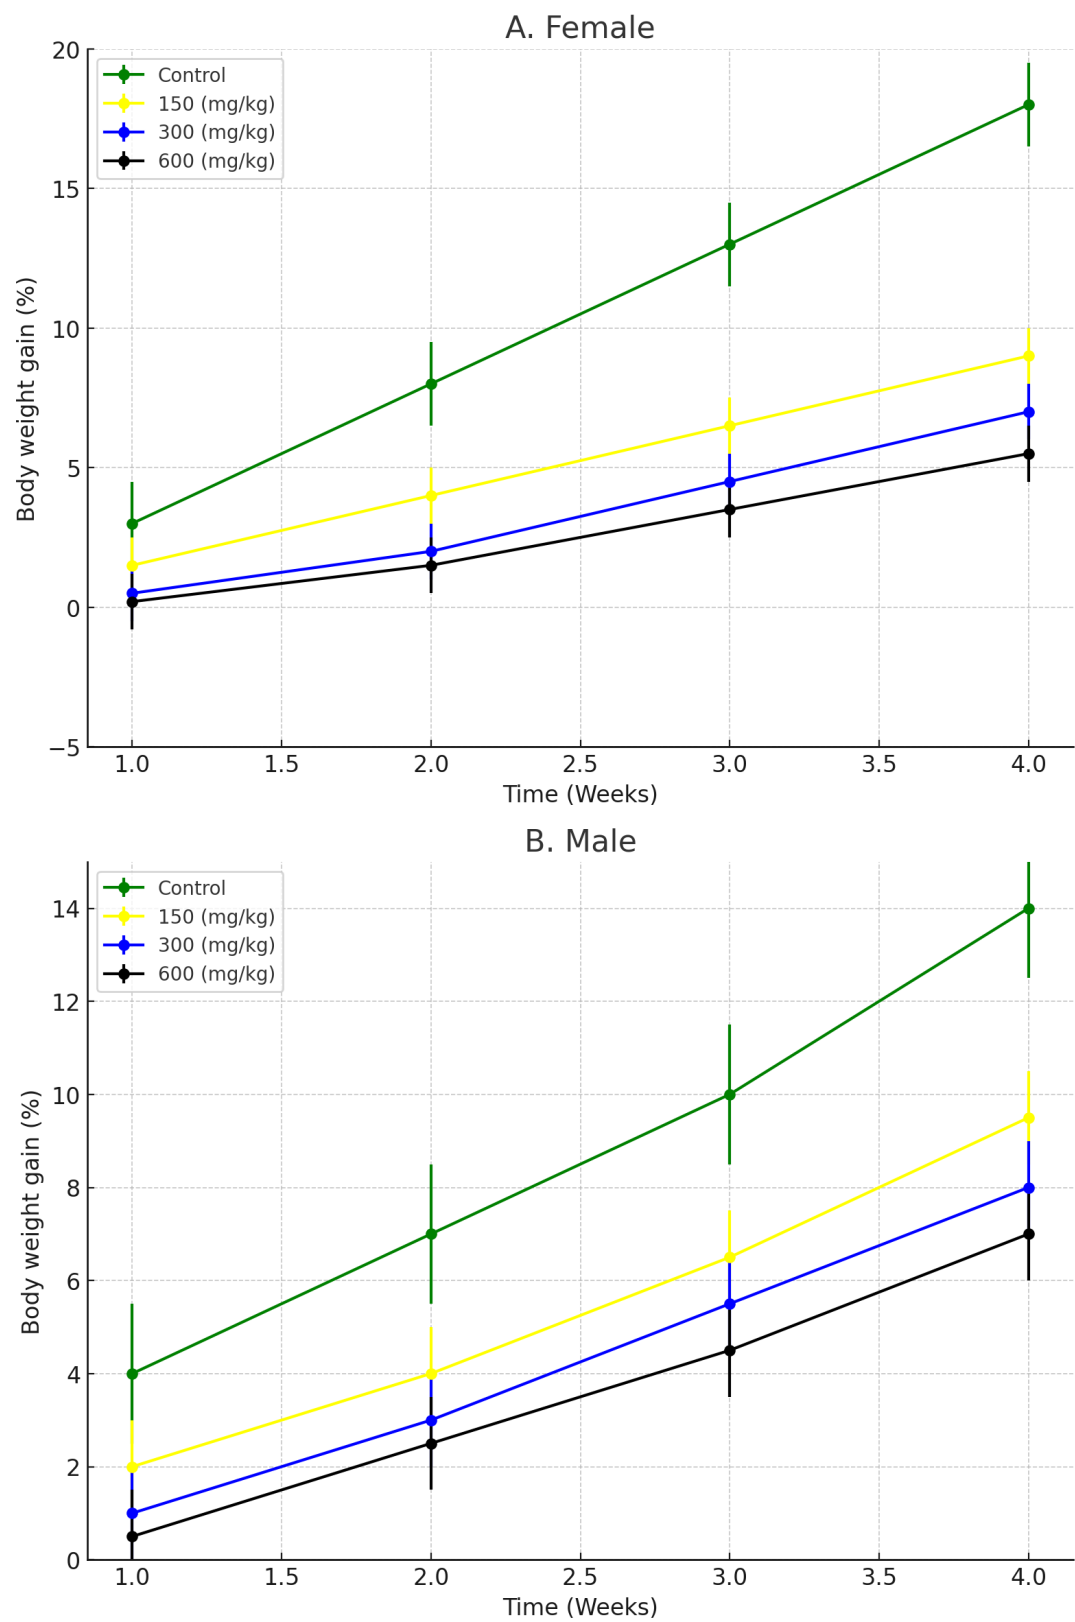 A. Female
20
15
10
5
0
−5
Body weight gain (%)
Control
150 (mg/kg)
300 (mg/kg)
600 (mg/kg)
1.0 1.5 2.0 2.5 3.0 3.5 4.0
Time (Weeks)
B. Male
14
12
10
8
6
4
2
0
Body weight gain (%)
Control
150 (mg/kg)
300 (mg/kg)
600 (mg/kg)
1.0 1.5 2.0 2.5 3.0 3.5 4.0
Time (Weeks)